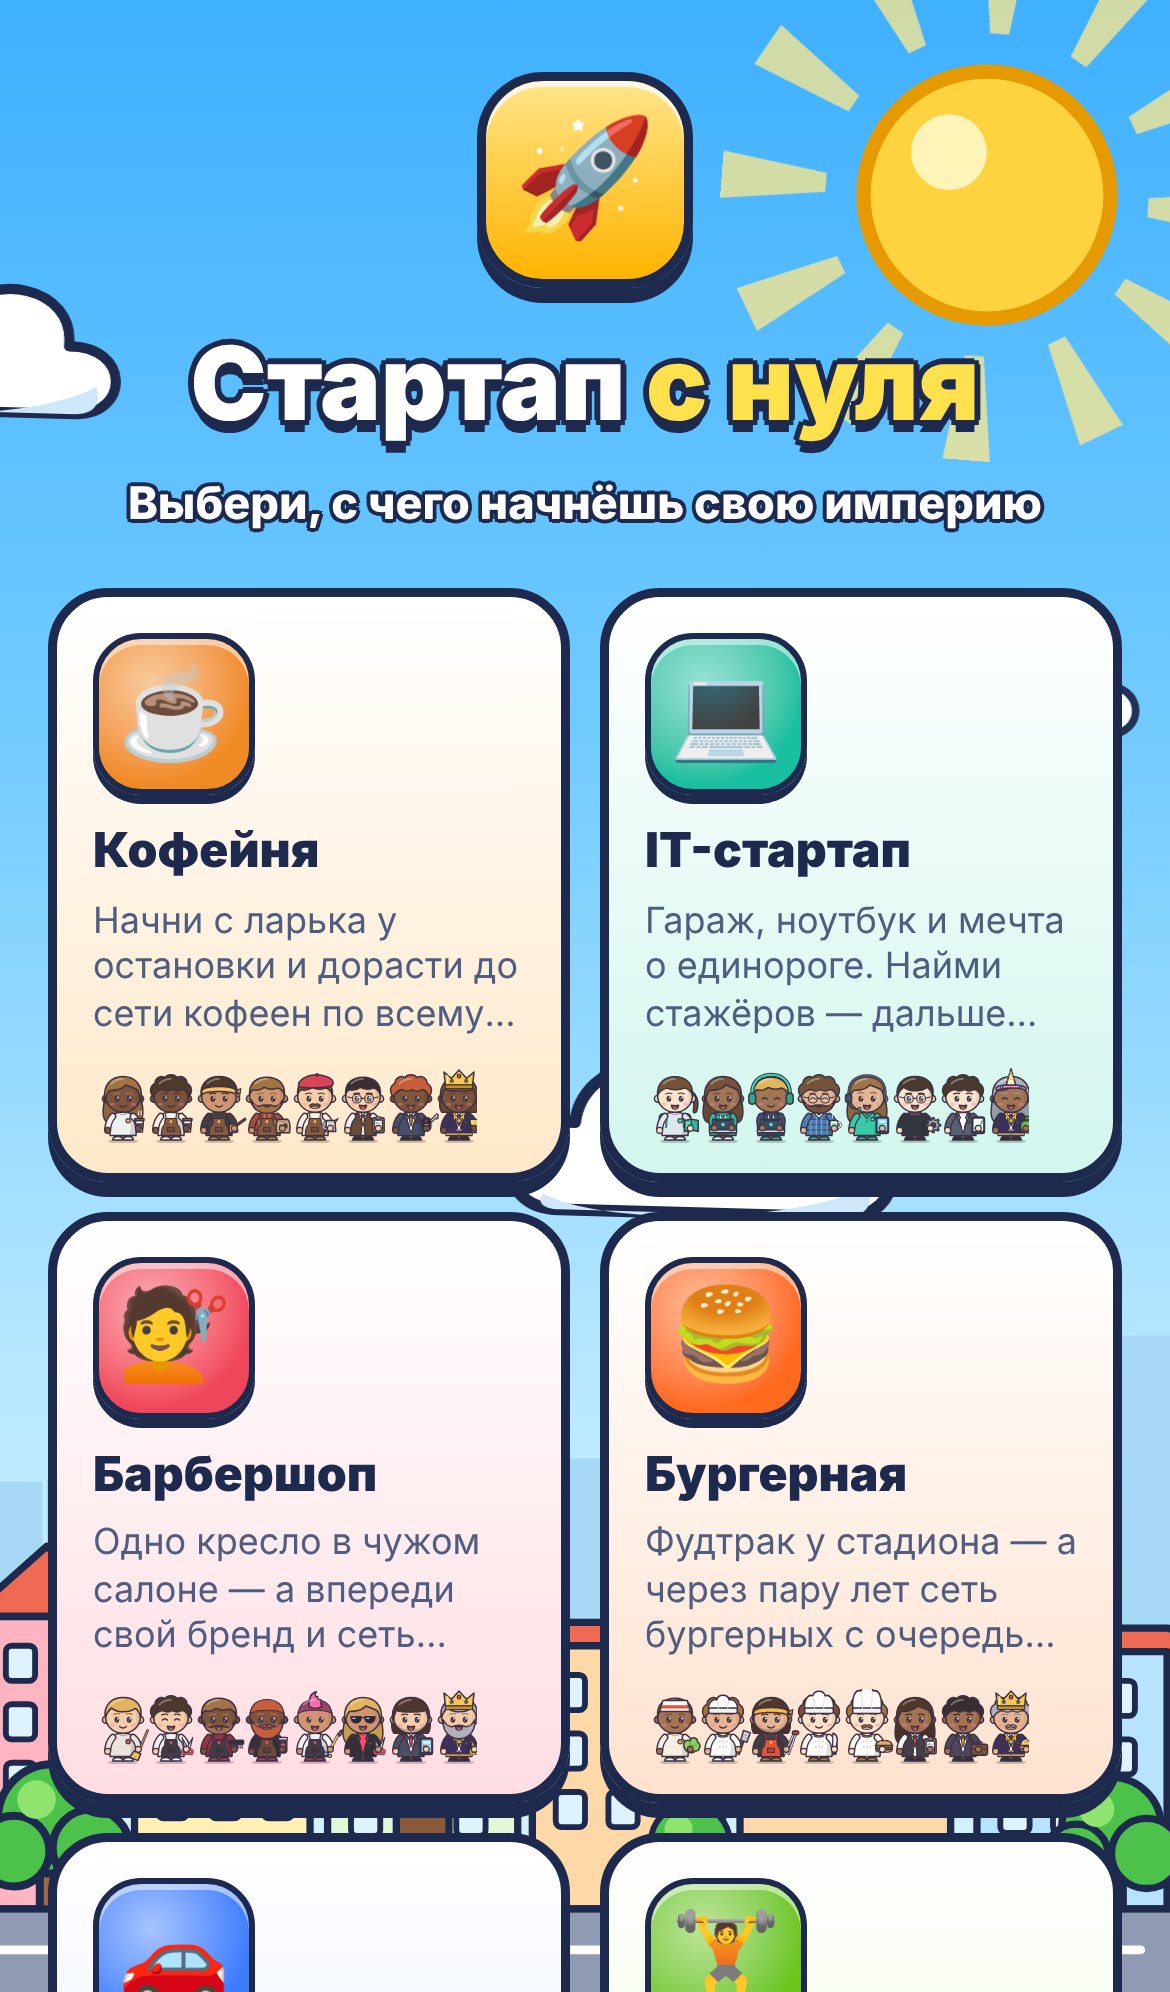 Стартап с нуля
Выбери, с чего начнёшь свою империю
Кофейня
Начни с ларька у
остановки и дорасти до
сети кофеен по всему...
IT-стартап
Гараж, ноутбук и мечта
о единороге. Найми
стажёров — дальше...
Барбершоп
Одно кресло в чужом
салоне — а впереди
свой бренд и сеть...
Бургерная
Фудтрак у стадиона — а
через пару лет сеть
бургерных с очередь...